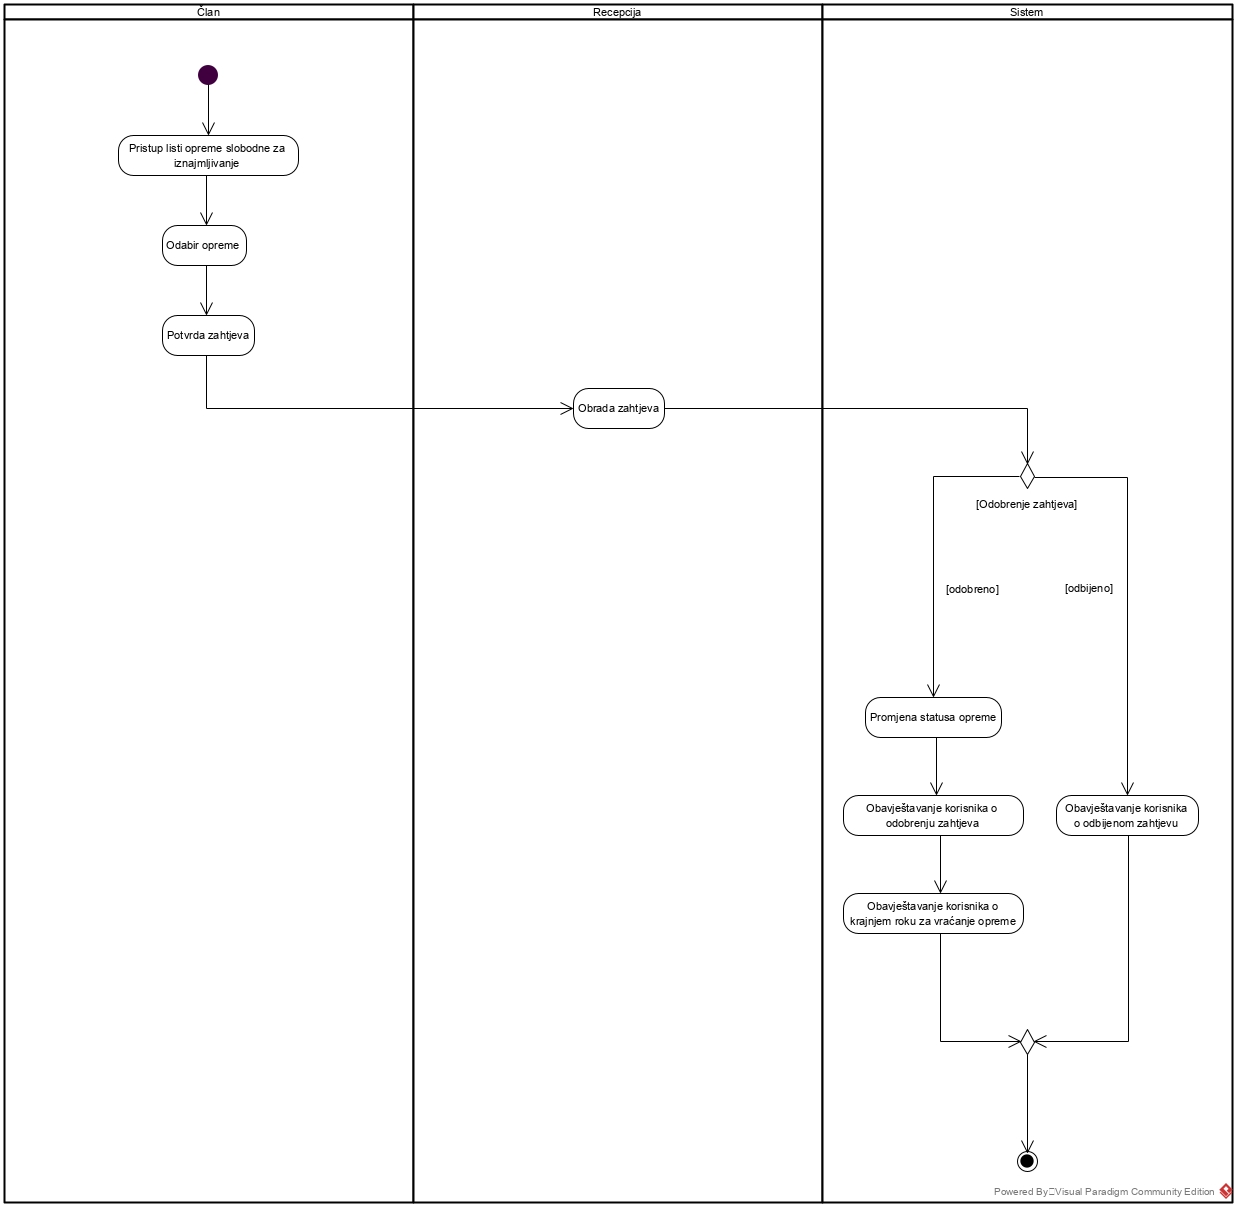 Član
Recepcija
Sistem
Pristup listi opreme slobodne za
iznajmljivanje
Odabir opreme
Potvrda zahtjeva
Obrada zahtjeva
[Odobrenje zahtjeva]
[odobreno]
[odbijeno]
Promjena statusa opreme
Obavještavanje korisnika o
odobrenju zahtjeva
Obavještavanje korisnika
o odbijenom zahtjevu
Obavještavanje korisnika o
krajnjem roku za vraćanje opreme
Powered By Visual Paradigm Community Edition